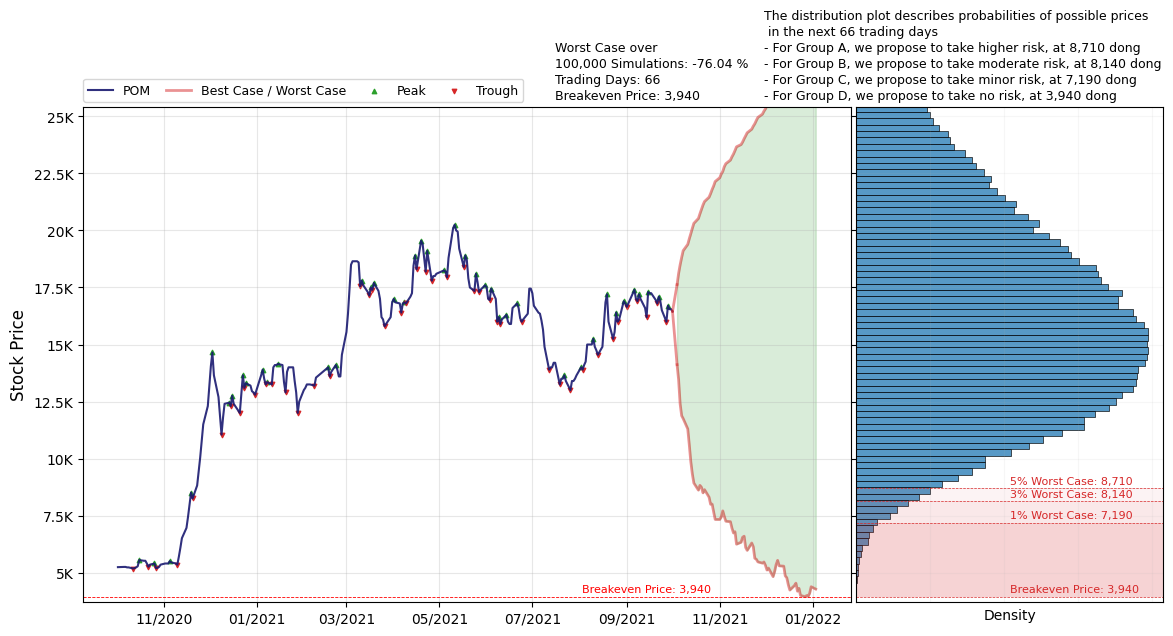 The distribution plot describes probabilities of possible prices
in the next 66 trading days
- For Group A, we propose to take higher risk, at 8,710 dong
- For Group B, we propose to take moderate risk, at 8,140 dong
- For Group C, we propose to take minor risk, at 7,190 dong
- For Group D, we propose to take no risk, at 3,940 dong
Worst Case over
100,000 Simulations: -76.04 %
Trading Days: 66
Breakeven Price: 3,940
POM
Best Case / Worst Case
Peak
Trough
Stock Price
25K
22.5K
20K
17.5K
15K
12.5K
10K
7.5K
5K
Breakeven Price: 3,940
11/2020
01/2021
03/2021
05/2021
07/2021
09/2021
11/2021
01/2022
5% Worst Case: 8,710
3% Worst Case: 8,140
1% Worst Case: 7,190
Breakeven Price: 3,940
Density